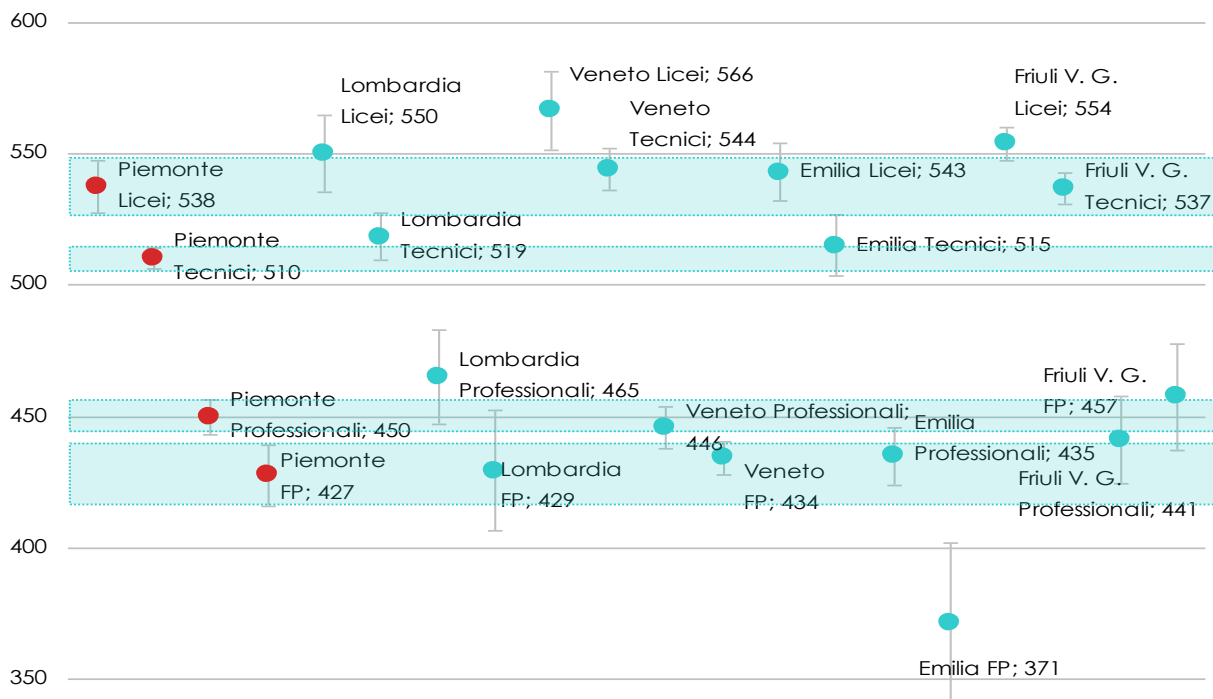 600
Veneto Licei; 566
Friuli V. G.
Licei; 554
Lombardia
Licei; 550
Veneto
Tecnici; 544
550
Piemonte
Licei; 538
Emilia Licei; 543
Friuli V. G.
Tecnici; 537
Piemonte
Tecnici; 510
Lombardia
Tecnici; 519
Emilia Tecnici; 515
500
Lombardia
Professionali; 465
Friuli V. G.
FP; 457
450
Piemonte
Professionali; 450
Veneto Professionali;
446
Emilia
Professionali; 435
Piemonte
FP; 427
Lombardia
FP; 429
Veneto
FP; 434
Friuli V. G.
Professionali; 441
400
Emilia FP; 371
350